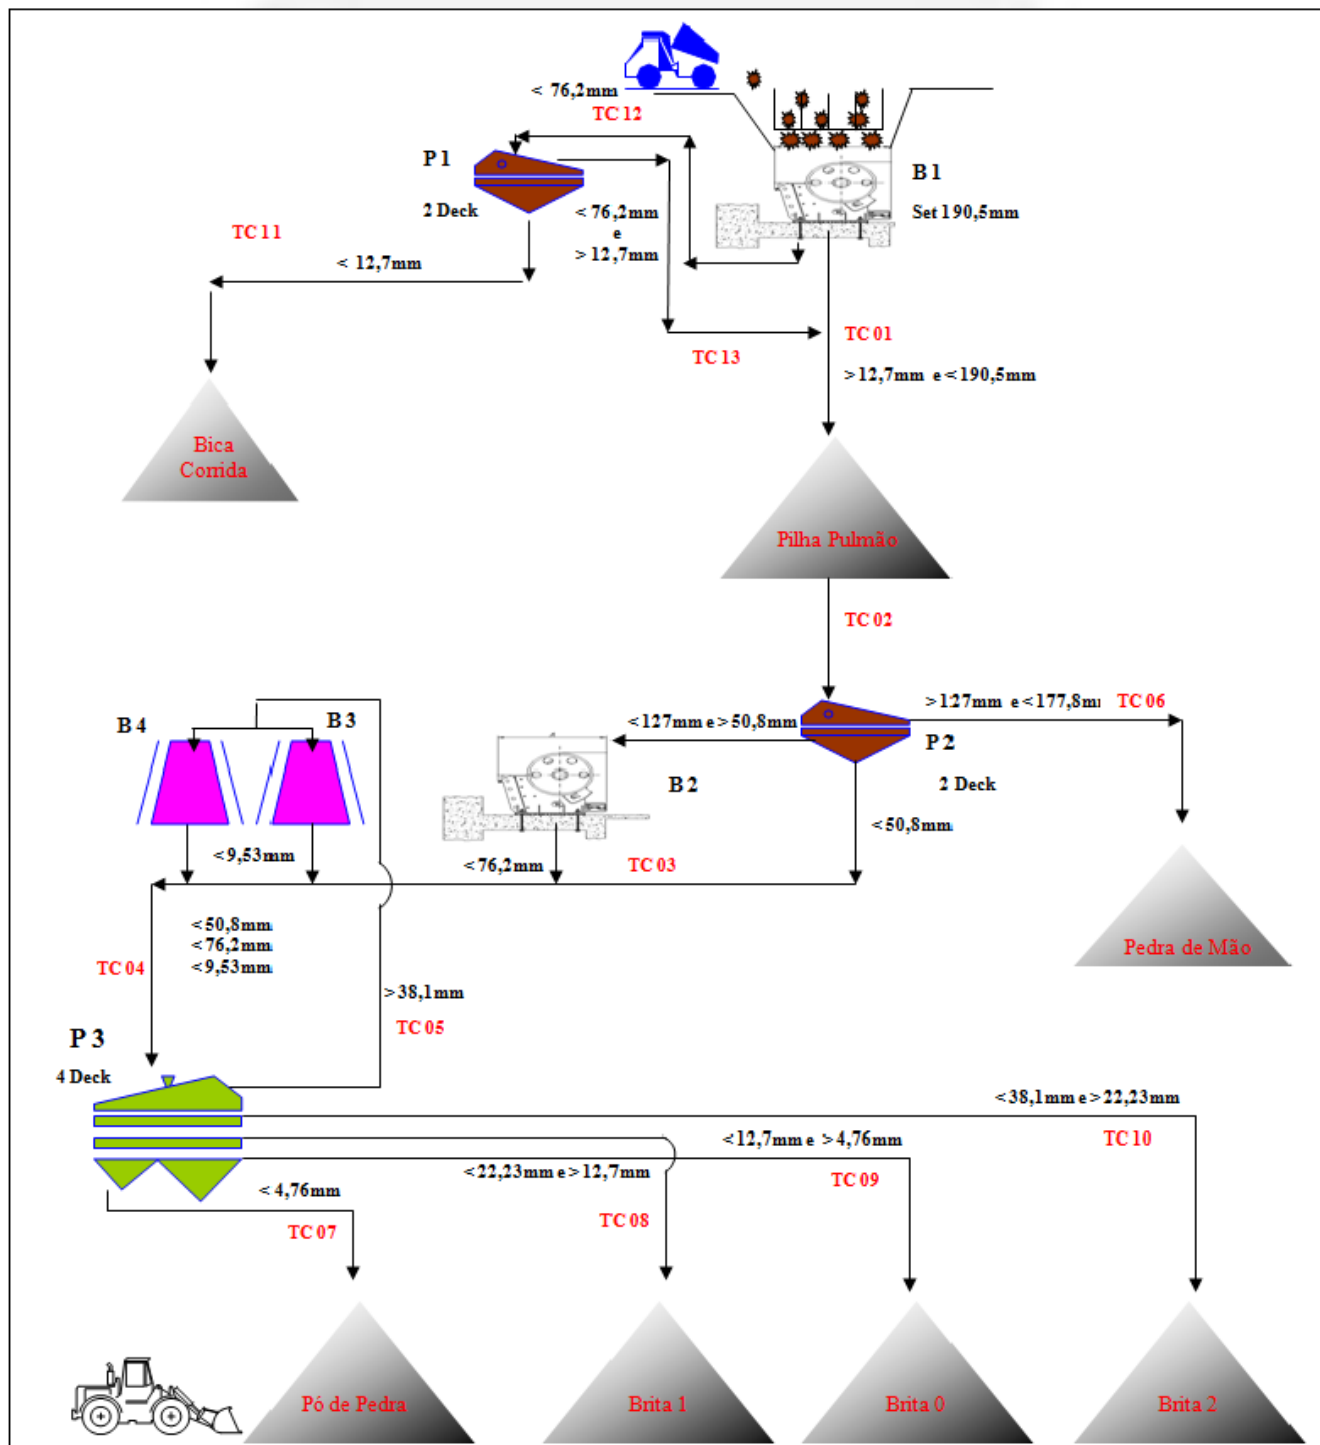 < 76,2mm
TC 12
P 1
B 1
2 Deck
< 76,2mm
e
> 12,7mm
Set 190,5mm
TC 11
< 12,7mm
TC 01
TC 13
>12,7mm e <190,5mm
Bica
Corrida
Pilha Pulmão
TC 02
>127mm e <177,8m
TC 06
<127mm e > 50,8mm
B 4
B 3
P 2
B 2
2 Deck
<50,8mm
<9,53mm
<76,2mm
TC 03
<50,8mm
<76,2mm
<9,53mm
TC 04
Pedra de Mão
>38,1mm
TC 05
P 3
4 Deck
<38,1mm e > 22,23mm
<12,7mm e >4,76mm
TC 10
<22,23mm e > 12,7mm
TC 09
< 4,76mm
TC 08
TC 07
Pó de Pedra
Brita 1
Brita 0
Brita 2